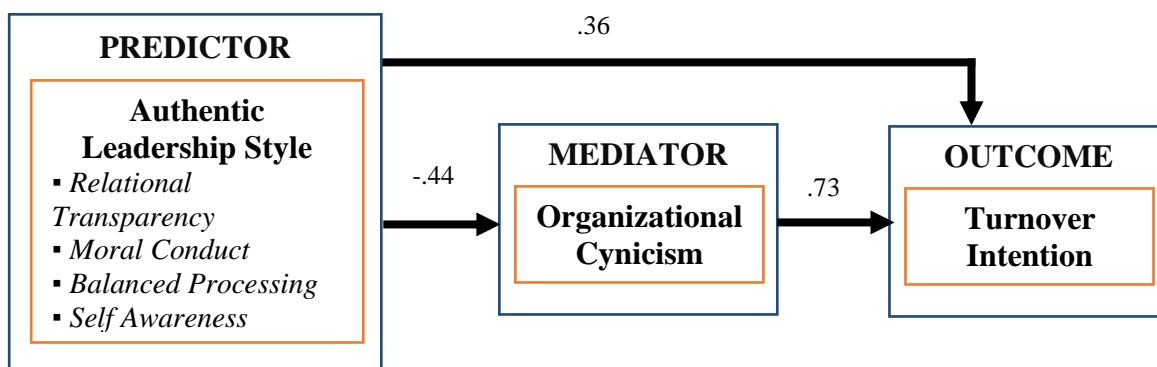 .36
PREDICTOR
Authentic
Leadership Style
▪ Relational
Transparency
▪ Moral Conduct
▪ Balanced Processing
▪ Self Awareness
-.44
MEDIATOR
Organizational
Cynicism
.73
OUTCOME
Turnover
Intention